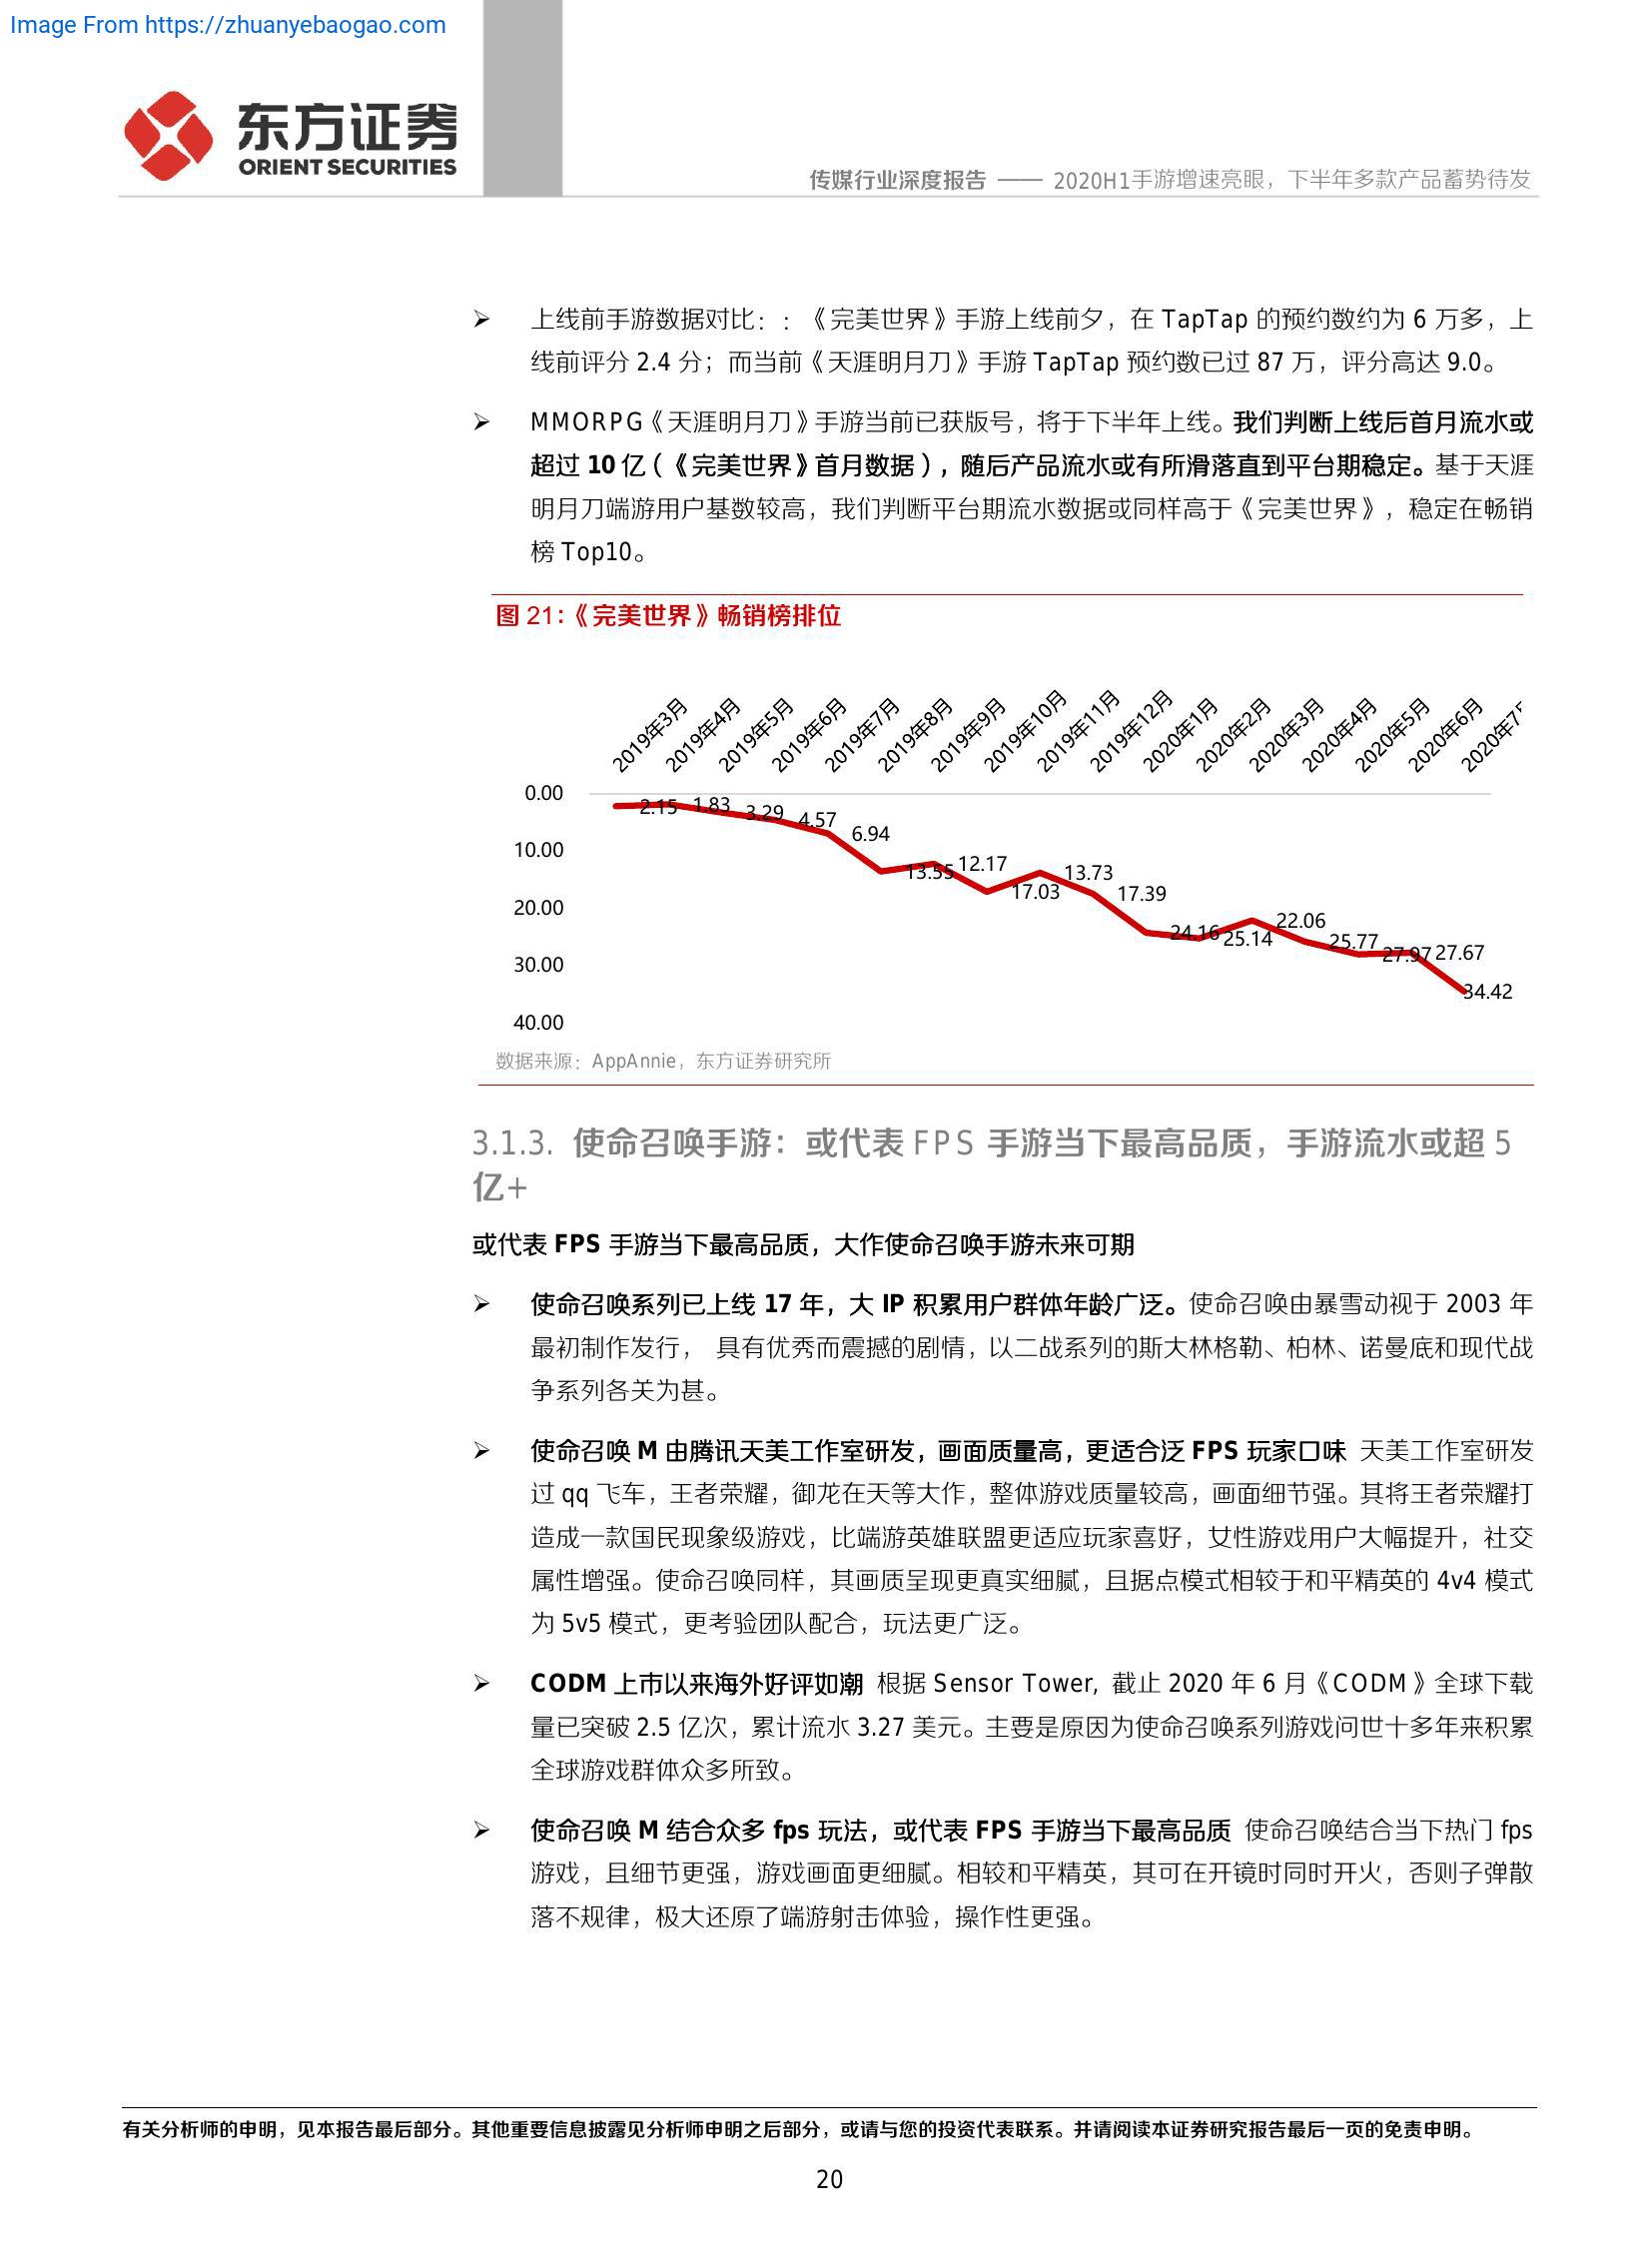 Image From https://zhuanyebaogao.com
东方证券
ORIENT SECURITIES
传媒行业深度报告 —— 2020H1手游增速亮眼，下半年多款产品蓄势待发
➢ 上线前手游数据对比：：《完美世界》手游上线前夕，在 TapTap 的预约数约为 6 万多，上
线前评分 2.4 分；而当前《天涯明月刀》手游 TapTap 预约数已过 87 万，评分高达 9.0。
➢ MMORPG《天涯明月刀》手游当前已获版号，将于下半年上线。我们判断上线后首月流水或
超过 10 亿（《完美世界》首月数据），随后产品流水或有所滑落直到平台期稳定。基于天涯
明月刀端游用户基数较高，我们判断平台期流水数据或同样高于《完美世界》，稳定在畅销
榜 Top10。
图 21：《完美世界》畅销榜排位
2019年3月 2019年4月 2019年5月 2019年6月 2019年7月 2019年8月 2019年9月 2019年10月 2019年11月 2019年12月 2020年1月 2020年2月 2020年3月 2020年4月 2020年5月 2020年6月 2020年7
0.00
10.00
20.00
30.00
40.00
2.15 1.83 3.29 4.57 6.94 13.55 12.17 17.03 13.73 17.39 24.16 25.14 22.06 25.77 27.97 27.67 34.42
数据来源：AppAnnie，东方证券研究所
3.1.3. 使命召唤手游：或代表 FPS 手游当下最高品质，手游流水或超 5
亿+
或代表 FPS 手游当下最高品质，大作使命召唤手游未来可期
➢ 使命召唤系列已上线 17 年，大 IP 积累用户群体年龄广泛。使命召唤由暴雪动视于 2003 年
最初制作发行， 具有优秀而震撼的剧情，以二战系列的斯大林格勒、柏林、诺曼底和现代战
争系列各关为甚。
➢ 使命召唤 M 由腾讯天美工作室研发，画面质量高，更适合泛 FPS 玩家口味 天美工作室研发
过 qq 飞车，王者荣耀，御龙在天等大作，整体游戏质量较高，画面细节强。其将王者荣耀打
造成一款国民现象级游戏，比端游英雄联盟更适应玩家喜好，女性游戏用户大幅提升，社交
属性增强。使命召唤同样，其画质呈现更真实细腻，且据点模式相较于和平精英的 4v4 模式
为 5v5 模式，更考验团队配合，玩法更广泛。
➢ CODM 上市以来海外好评如潮 根据 Sensor Tower, 截止 2020 年 6 月《CODM》全球下载
量已突破 2.5 亿次，累计流水 3.27 美元。主要是原因为使命召唤系列游戏问世十多年来积累
全球游戏群体众多所致。
➢ 使命召唤 M 结合众多 fps 玩法，或代表 FPS 手游当下最高品质 使命召唤结合当下热门 fps
游戏，且细节更强，游戏画面更细腻。相较和平精英，其可在开镜时同时开火，否则子弹散
落不规律，极大还原了端游射击体验，操作性更强。
有关分析师的申明，见本报告最后部分。其他重要信息披露见分析师申明之后部分，或请与您的投资代表联系。并请阅读本证券研究报告最后一页的免责申明。
20